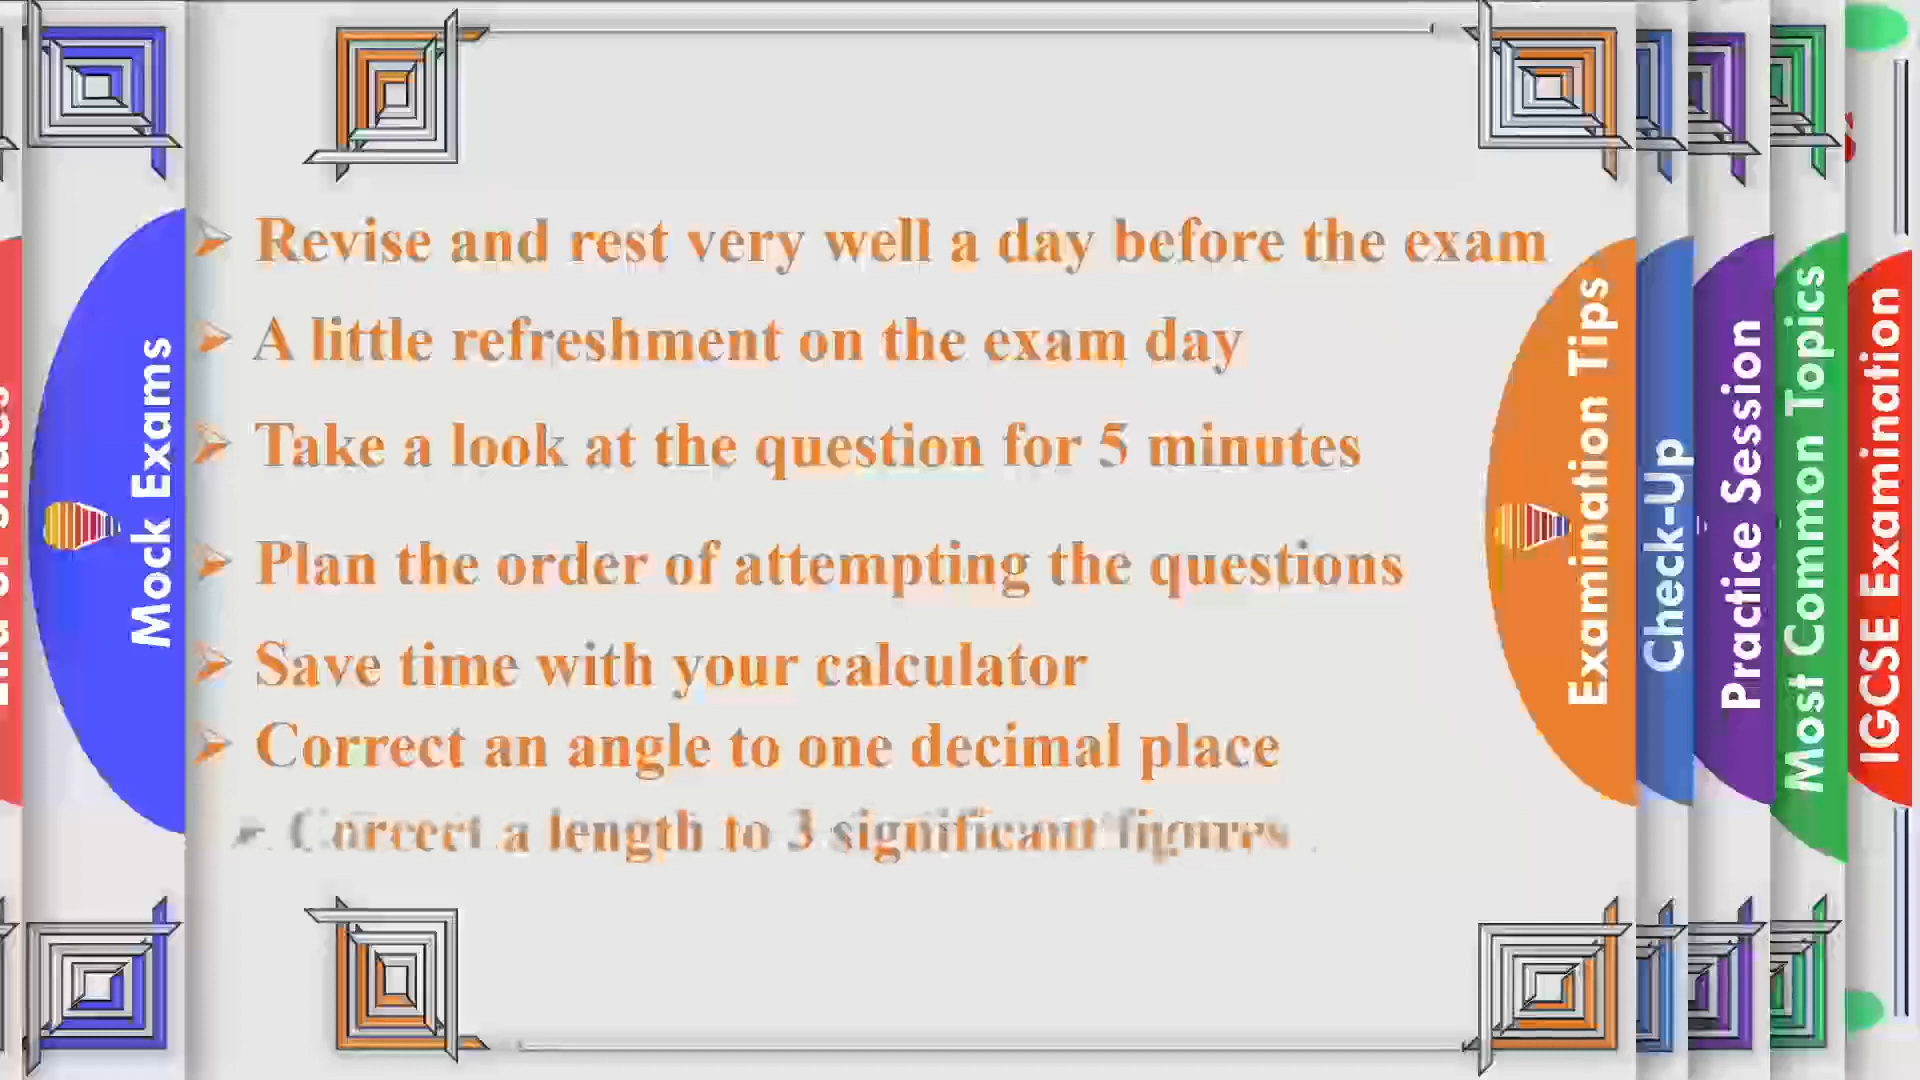 Revise and rest very well a day before the exam
A little refreshment on the exam day
Take a look at the question for 5 minutes
Plan the order of attempting the questions
Save time with your calculator
Correct an angle to one decimal place
Correct a length to 3 significant figures
Mock Exams
Examination Tips
Check-Up
Practice Session
Most Common Topics
IGCSE Examination